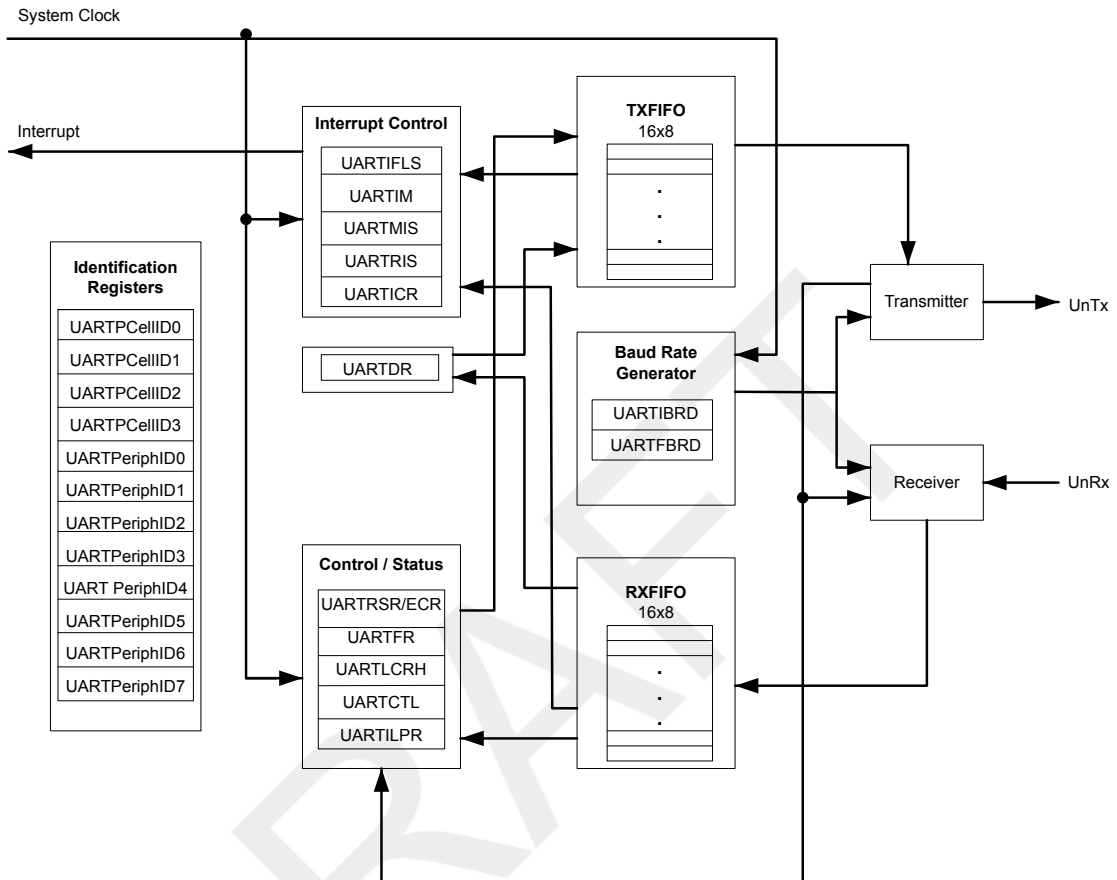 System Clock
Interrupt
Identification
Registers
UARTPCellID0
UARTPCellID1
UARTPCellID2
UARTPCellID3
UARTPeriphID0
UARTPeriphID1
UARTPeriphID2
UARTPeriphID3
UART PeriphID4
UARTPeriphID5
UARTPeriphID6
UARTPeriphID7
Interrupt Control
UARTIFLS
UARTIM
UARTMIS
UARTRIS
UARTICR
UARTDR
Control / Status
UARTRSR/ECR
UARTFR
UARTLCRH
UARTCTL
UARTILPR
TXFIFO
16x8
.
.
.
Baud Rate
Generator
UARTIBRD
UARTFBRD
RXFIFO
16x8
.
.
.
Transmitter
UnTx
Receiver
UnRx
RAFT